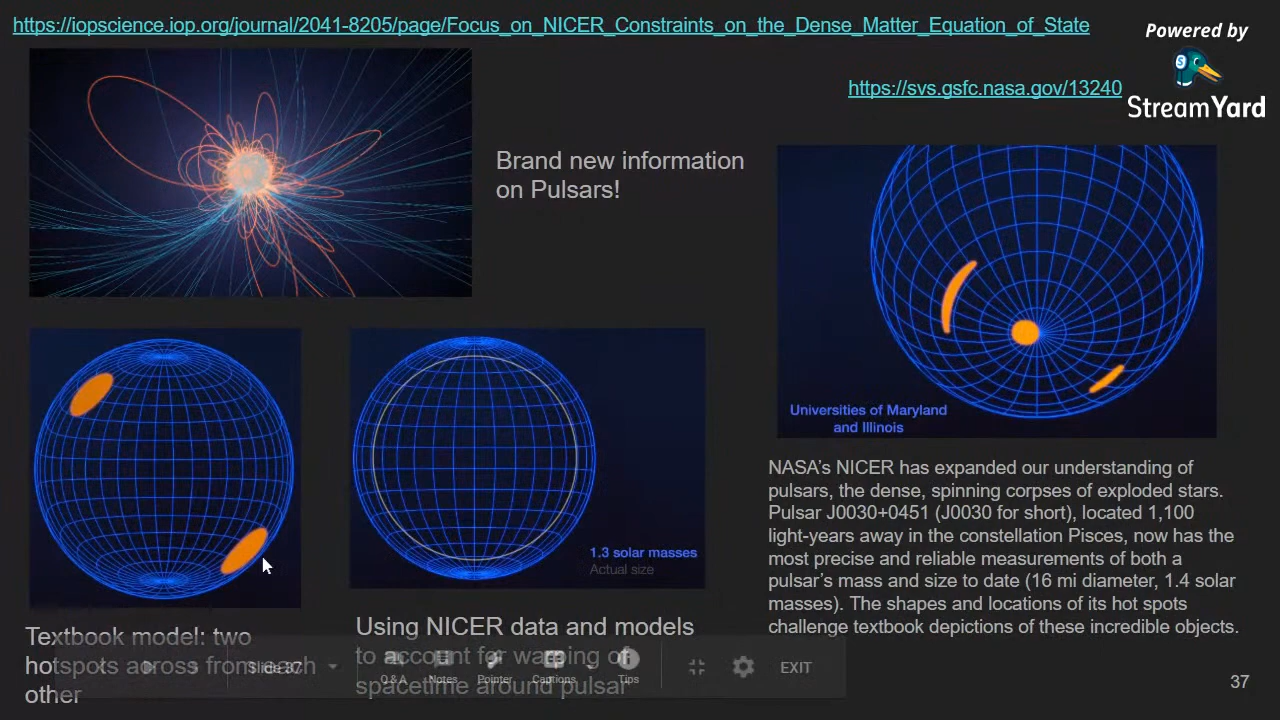 https://iopscience.iop.org/journal/2041-8205/page/Focus_on_NICER_Constraints_on_the_Dense_Matter_Equation_of_State
Powered by
S
StreamYard
https://svs.gsfc.nasa.gov/13240
Brand new information
on Pulsars!
Universities of Maryland
and Illinois
1.3 solar masses
Actual size
NASA's NICER has expanded our understanding of
pulsars, the dense, spinning corpses of exploded stars.
Pulsar J0030+0451 (J0030 for short), located 1,100
light-years away in the constellation Pisces, now has the
most precise and reliable measurements of both a
pulsar's mass and size to date (16 mi diameter, 1.4 solar
masses). The shapes and locations of its hot spots
challenge textbook depictions of these incredible objects.
Textbook model: two
hotspots across from each
other
Using NICER data and models
to account for warping of
spacetime around pulsar
Slide 37
Q & A
Notes
Pointer
Captions
Tips
EXIT
37